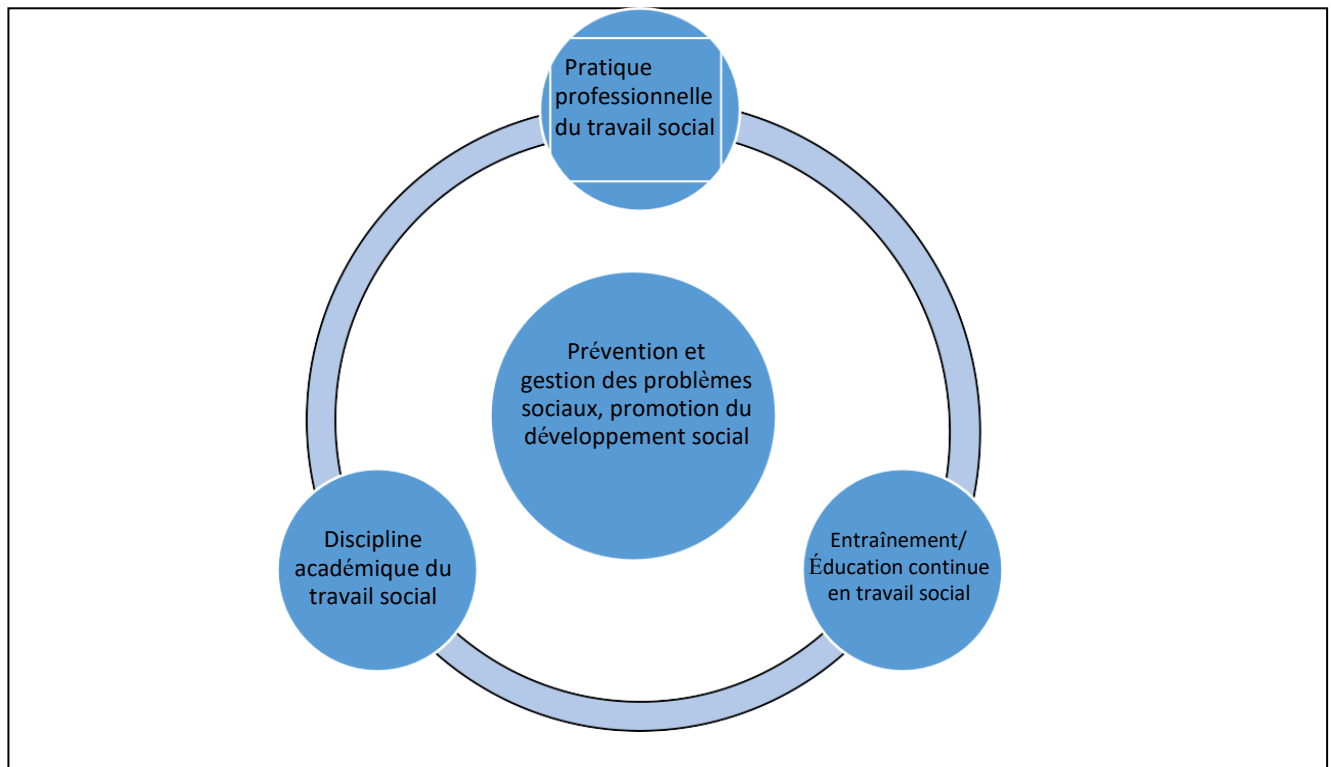 Pratique
professionnelle
du travail social
Prévention et
gestion des problèmes
sociaux, promotion du
développement social
Discipline
académique du
travail social
Entraînement/
Éducation continue
en travail social